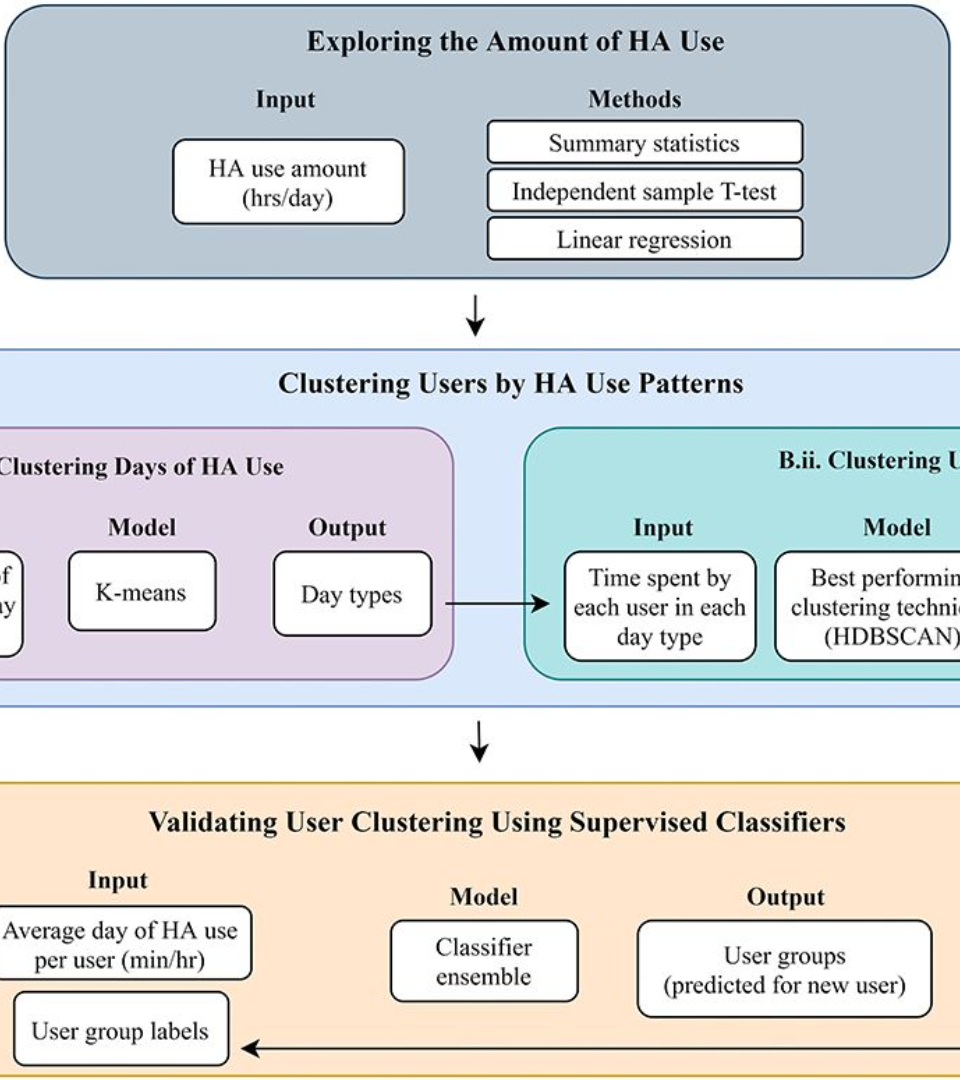 Exploring the Amount of HA Use
Input
HA use amount
(hrs/day)
Methods
Summary statistics
Independent sample T-test
Linear regression
Clustering Users by HA Use Patterns
Clustering Days of HA Use
Model
K-means
Output
Day types
B.ii. Clustering
Input
Time spent by
each user in each
day type
Model
Best
clustering
(HDBSCAN)
Validating User Clustering Using Supervised Classifiers
Input
Average day of HA use
per user (min/hr)
User group labels
Model
Classifier
ensemble
Output
User groups
(predicted for new user)